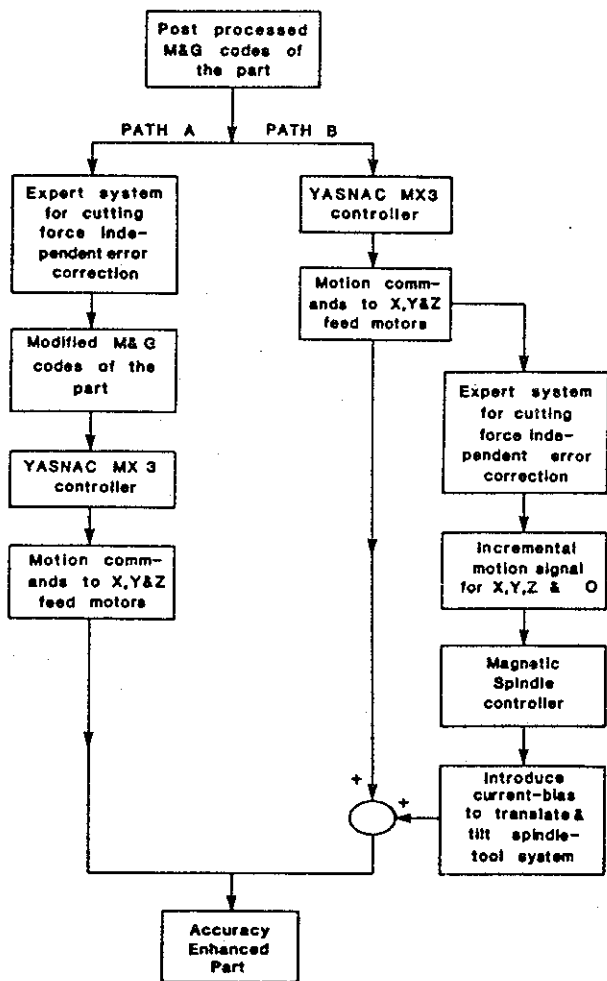 Post processed
M&G codes of
the part
PATH A
PATH B
Expert system
for cutting
force inde-
pendent error
correction
Modified M&G
codes of the
part
YASNAC MX 3
controller
Motion comm-
ands to X,Y&Z
feed motors
YASNAC MX3
controller
Motion comm-
ands to X,Y&Z
feed motors
Expert system
for cutting
force inde-
pendent error
correction
Incremental
motion signal
for X,Y,Z & O
Magnetic
Spindle
controller
Introduce
current-bias
to translate&
tilt spindle-
tool system
+
+
Accuracy
Enhanced
Part